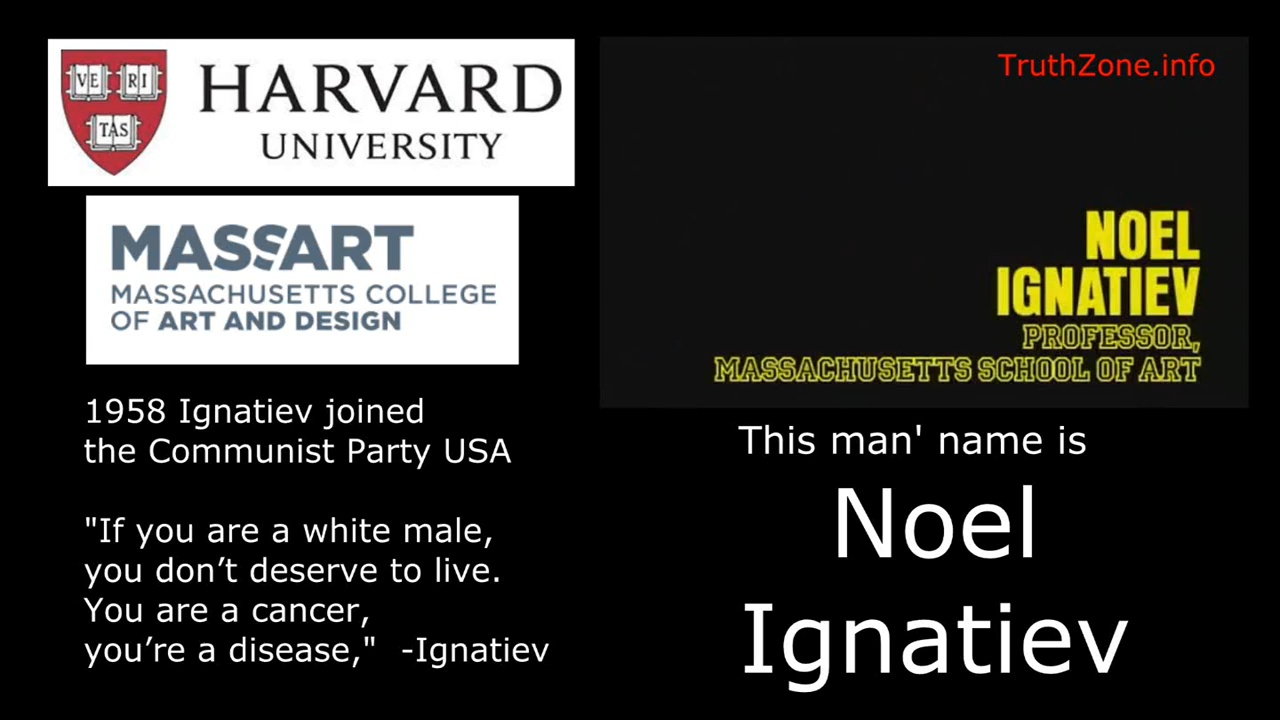 VE RI
TAS
HARVARD
UNIVERSITY
MASSART
MASSACHUSETTS COLLEGE
OF ART AND DESIGN
1958 Ignatiev joined
the Communist Party USA
"If you are a white male,
you don’t deserve to live.
You are a cancer,
you’re a disease," -Ignatiev
TruthZone.info
NOEL
IGNATIEV
PROFESSOR,
MASSACHUSETTS SCHOOL OF ART
This man' name is
Noel
Ignatiev